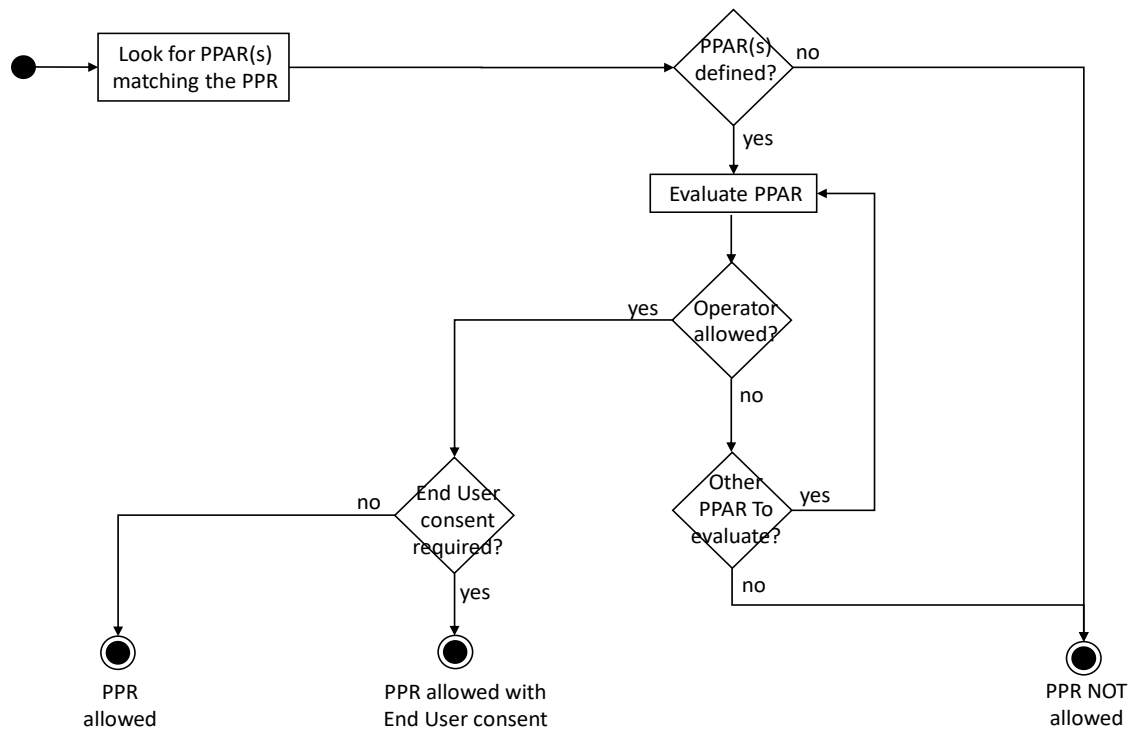 Look for PPAR(s)
matching the PPR
PPAR(s)
defined?
no
yes
Evaluate PPAR
yes
Operator
allowed?
no
no
End User
consent
required?
yes
Other
PPAR To
evaluate?
yes
no
PPR
allowed
PPR allowed with
End User consent
PPR NOT
allowed